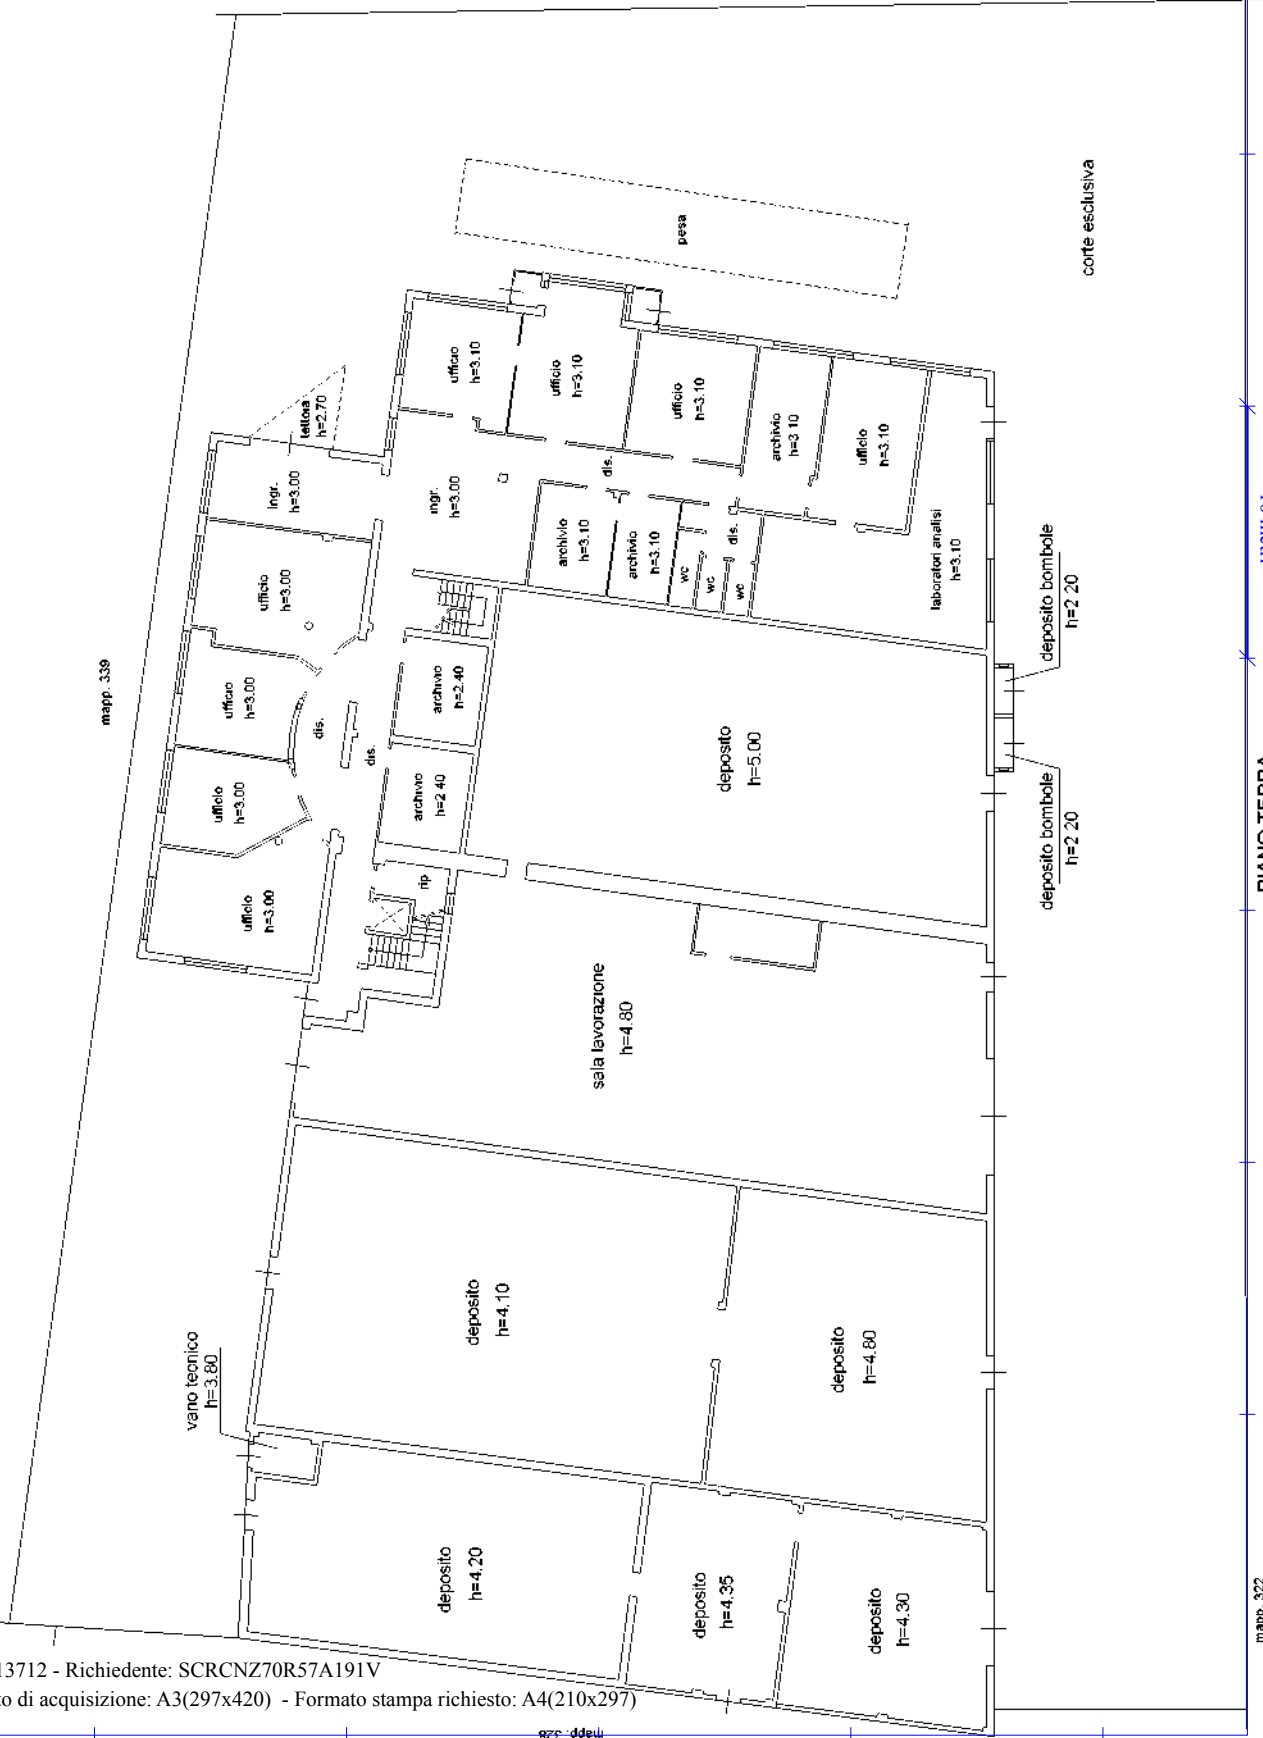 mapp. 339
pesa
corte esclusiva
tettoia
h=2.70
ingr.
h=3.00
ufficio
h=3.10
ufficio
h=3.10
ufficio
h=3.10
archivio
h=3.10
ufficio
h=3.10
ingr.
h=3.00
dis.
archivio
h=3.10
archivio
h=3.10
wc
wc
wc
dis.
laboratori analisi
h=3.10
ufficio
h=3.00
ufficio
h=3.00
ufficio
h=3.00
ufficio
h=3.00
dis.
dis.
archivio
h=2.40
archivio
h=2.40
rip
deposito
h=5.00
deposito bombole
h=2.20
deposito bombole
h=2.20
PIANO TERRA
sala lavorazione
h=4.80
deposito
h=4.10
deposito
h=4.80
vano tecnico
h=3.80
deposito
h=4.20
deposito
h=4.35
deposito
h=4.30
mapp. 322
mapp. 328
13712 - Richiedente: SCRCNZ70R57A191V
to di acquisizione: A3(297x420) - Formato stampa richiesto: A4(210x297)